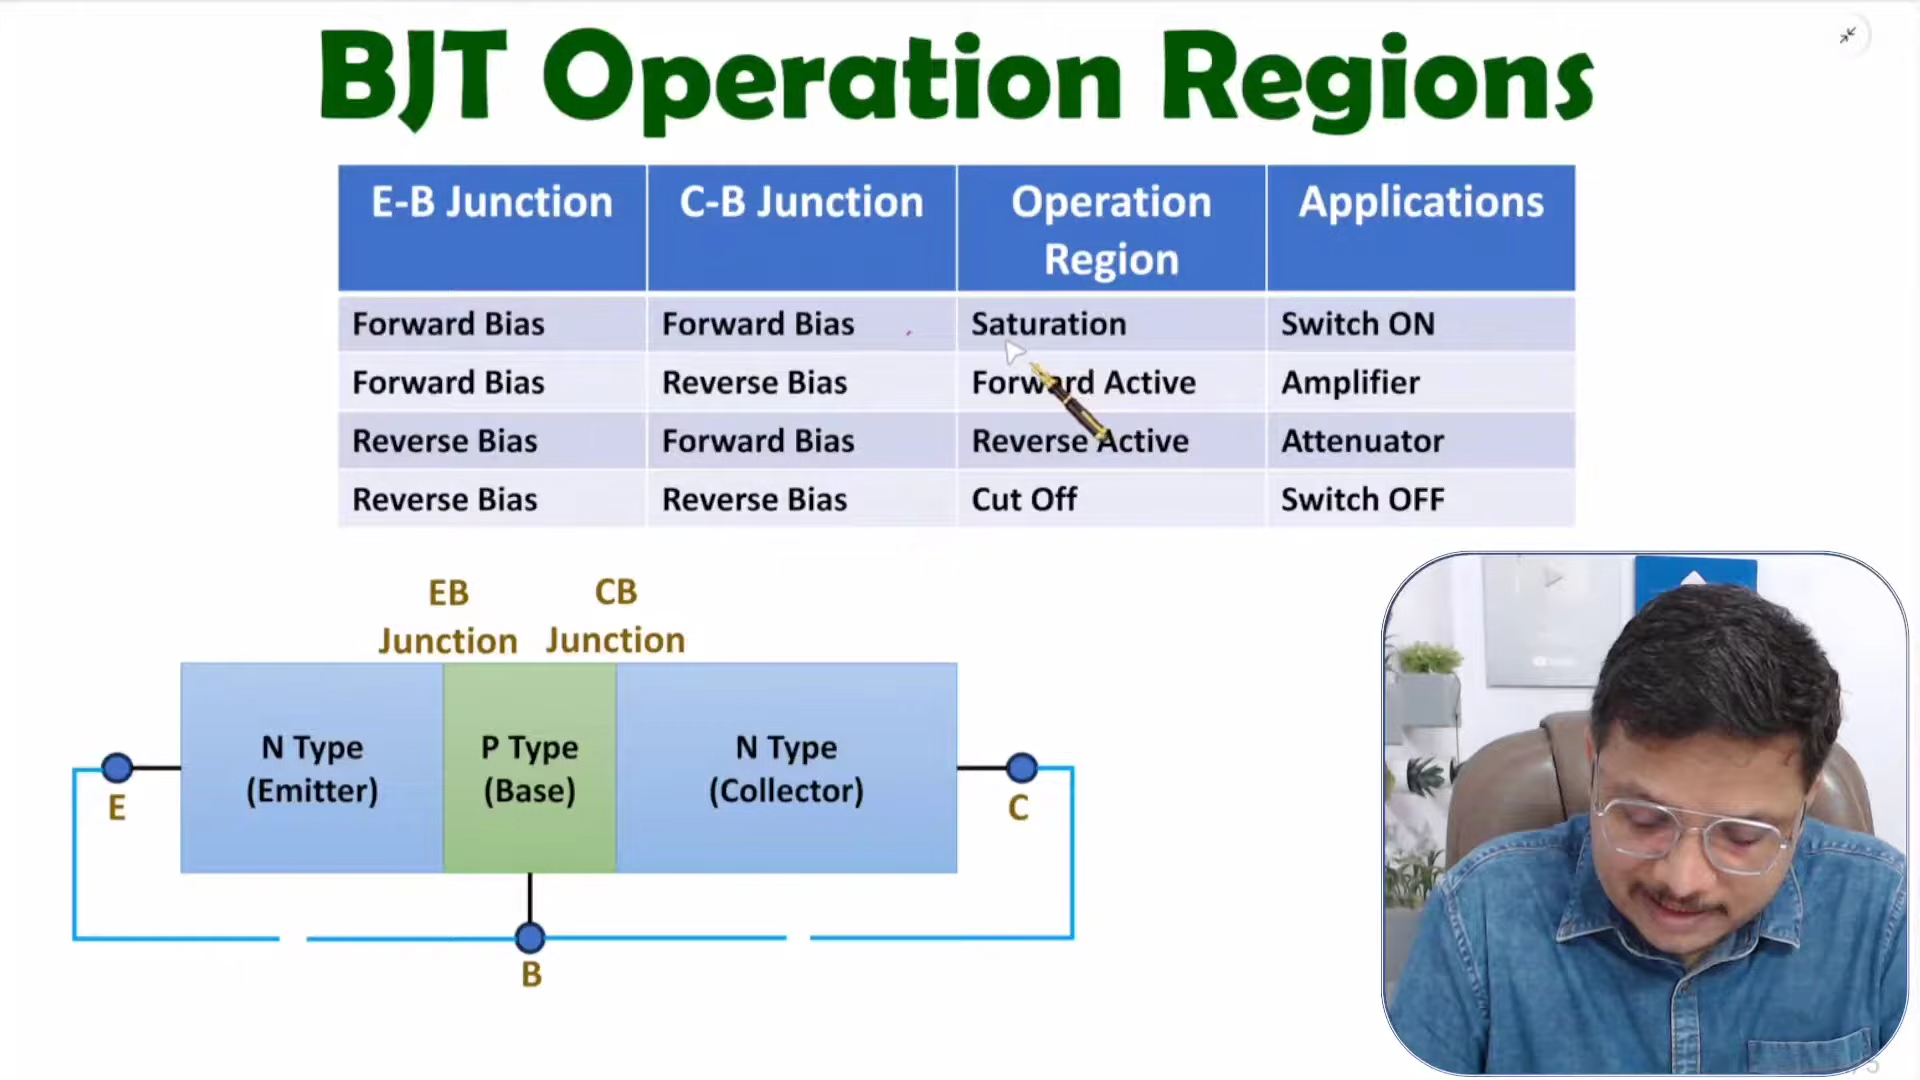 BJT Operation Regions
E-B Junction C-B Junction Operation Region Applications
Forward Bias Forward Bias Saturation Switch ON
Forward Bias Reverse Bias Forward Active Amplifier
Reverse Bias Forward Bias Reverse Active Attenuator
Reverse Bias Reverse Bias Cut Off Switch OFF
EB CB
Junction Junction
N Type P Type N Type
(Emitter) (Base) (Collector)
E C
B